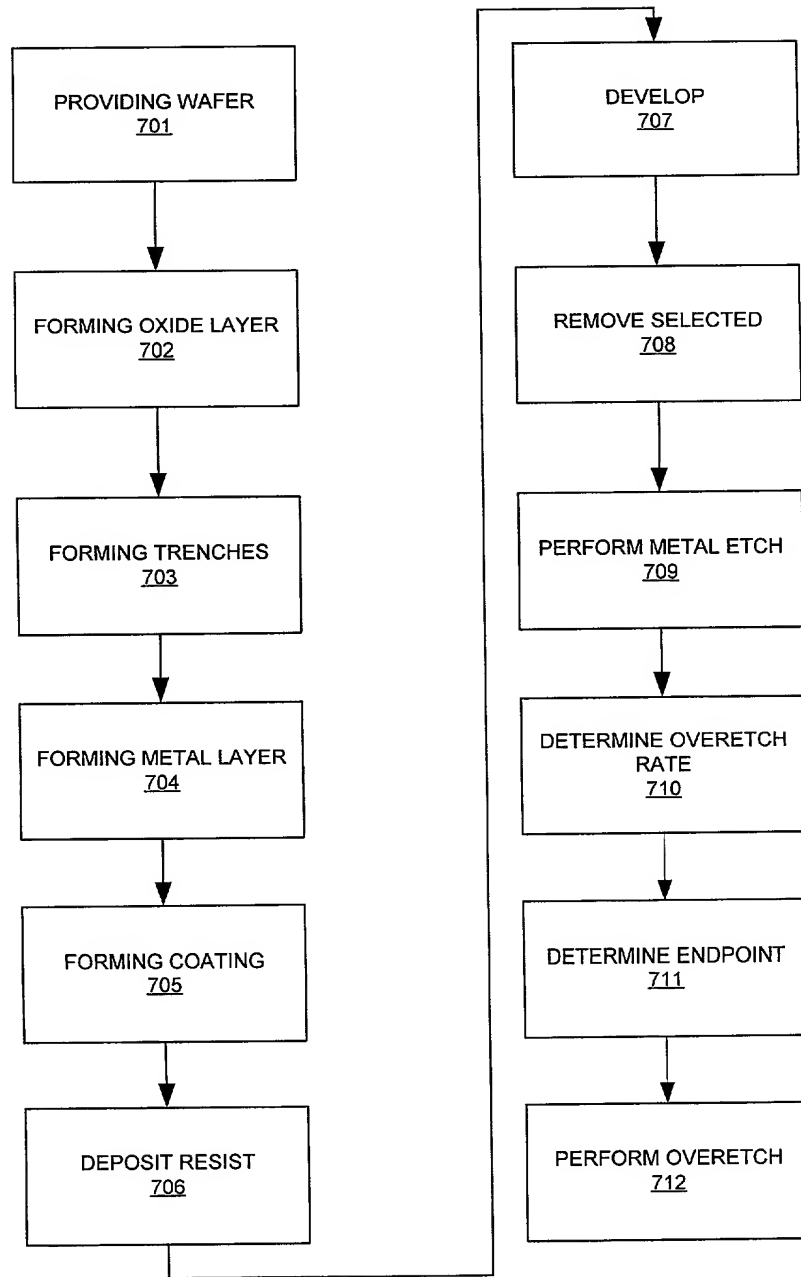 PROVIDING WAFER
701
FORMING OXIDE LAYER
702
FORMING TRENCHES
703
FORMING METAL LAYER
704
FORMING COATING
705
DEPOSIT RESIST
706
DEVELOP
707
REMOVE SELECTED
708
PERFORM METAL ETCH
709
DETERMINE OVERETCH
RATE
710
DETERMINE ENDPOINT
711
PERFORM OVERETCH
712